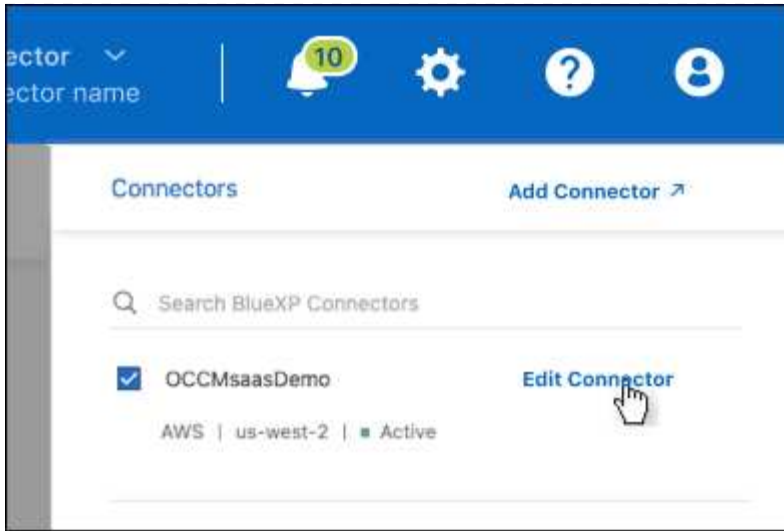 ector
ector name
10
Connectors
Add Connector
Search BlueXP Connectors
OCCMsaasDemo
Edit Connector
AWS | us-west-2 | Active